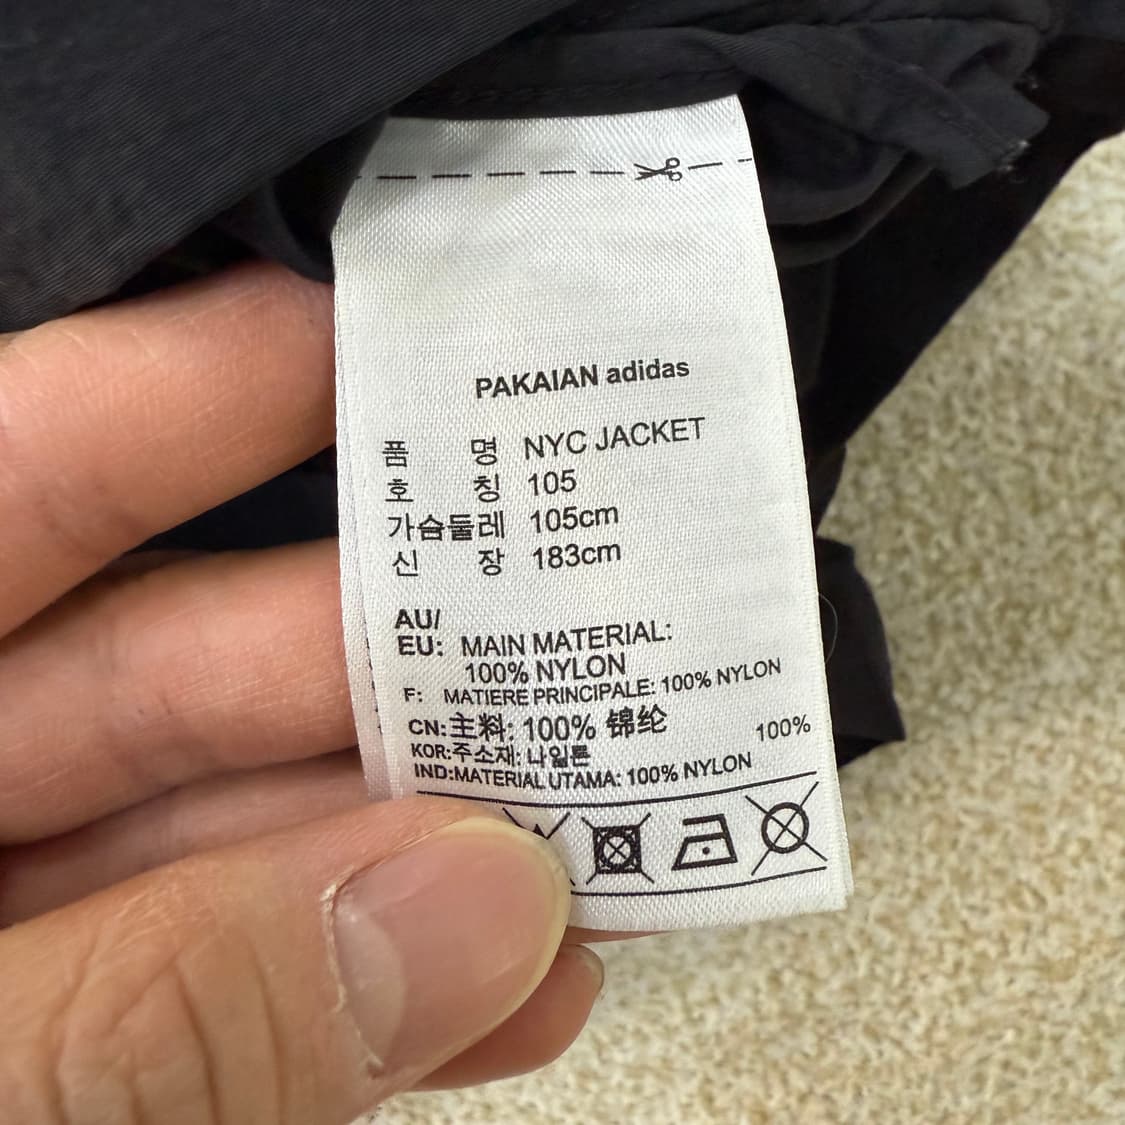 PAKAIAN adidas
품 명 NYC JACKET
호 칭 105
가슴둘레 105cm
신 장 183cm
AU/
EU: MAIN MATERIAL:
100% NYLON
F: MATIERE PRINCIPALE: 100% NYLON
CN:主料: 100% 锦纶
KOR:주소재: 나일론 100%
IND:MATERIAL UTAMA: 100% NYLON